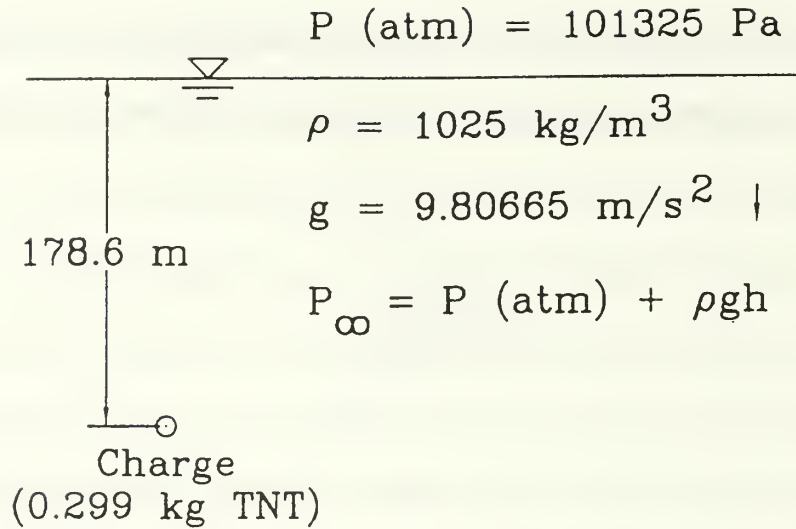 P (atm) = 101325 Pa
ρ = 1025 kg/m³
g = 9.80665 m/s² ↓
178.6 m
P∞ = P (atm) + ρgh
Charge
(0.299 kg TNT)